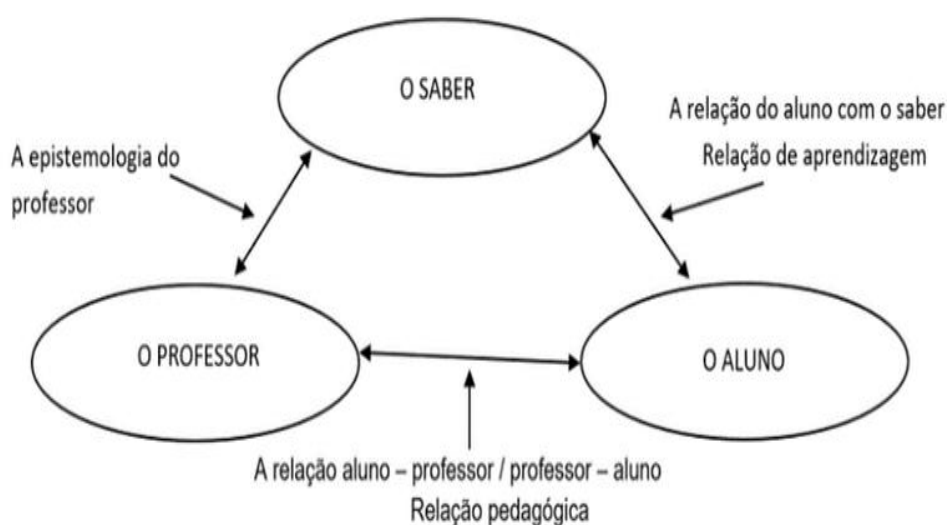 O SABER
A relação do aluno com o saber
Relação de aprendizagem
A epistemologia do
professor
O PROFESSOR
O ALUNO
A relação aluno – professor / professor – aluno
Relação pedagógica